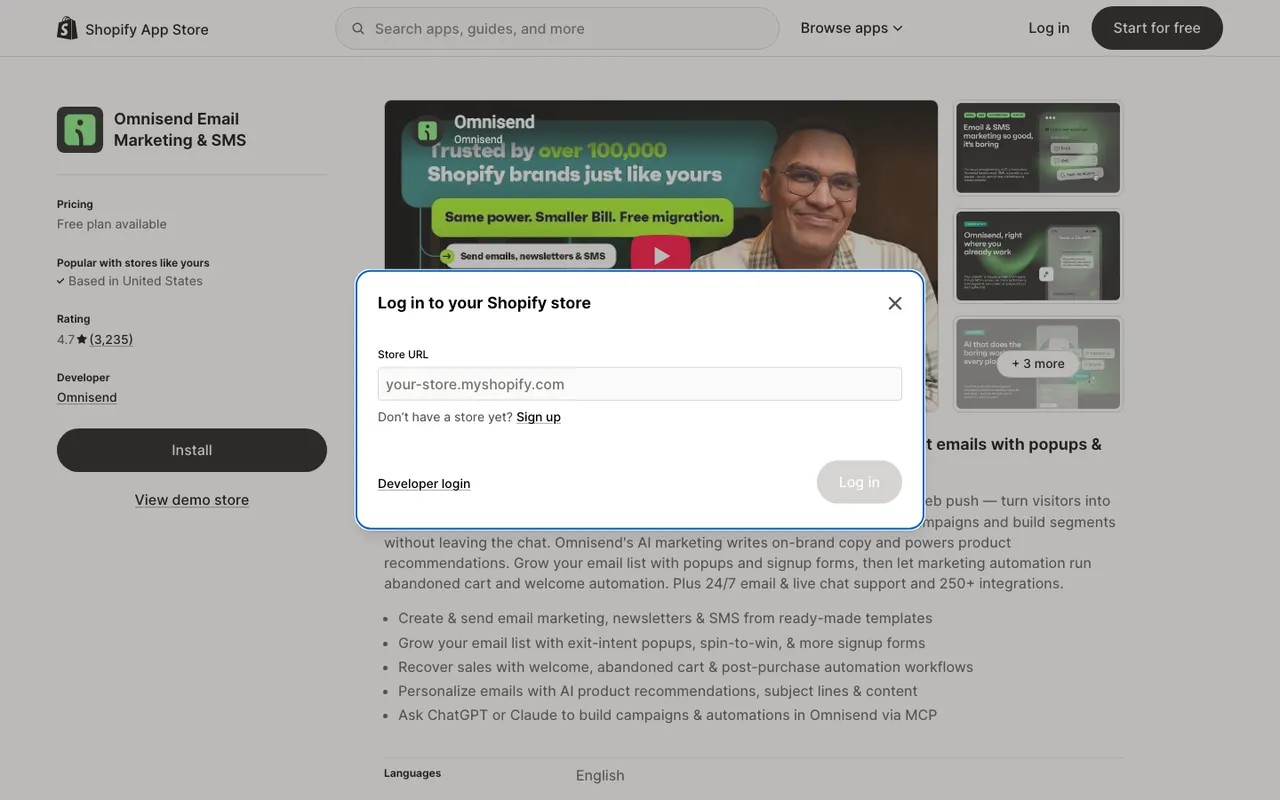 Shopify App Store
Search apps, guides, and more
Browse apps
Log in
Start for free
Omnisend Email
Marketing & SMS
Pricing
Free plan available
Popular with stores like yours
Based in United States
Rating
4.7★ (3,235)
Developer
Omnisend
Install
View demo store
Omnisend
Omnisend
Trusted by over 100,000
Shopify brands just like yours
Same power. Smaller Bill. Free migration.
Send emails, newsletters & SMS
Email & SMS
marketing so good,
it's boring
Omnisend, right
where you
already work
AI that does the
+ 3 more
Log in to your Shopify store
Store URL
your-store.myshopify.com
Don't have a store yet? Sign up
Developer login
Log in
t emails with popups &
eb push — turn visitors into
mpaigns and build segments
without leaving the chat. Omnisend's AI marketing writes on-brand copy and powers product
recommendations. Grow your email list with popups and signup forms, then let marketing automation run
abandoned cart and welcome automation. Plus 24/7 email & live chat support and 250+ integrations.
• Create & send email marketing, newsletters & SMS from ready-made templates
• Grow your email list with exit-intent popups, spin-to-win, & more signup forms
• Recover sales with welcome, abandoned cart & post-purchase automation workflows
• Personalize emails with AI product recommendations, subject lines & content
• Ask ChatGPT or Claude to build campaigns & automations in Omnisend via MCP
Languages
English